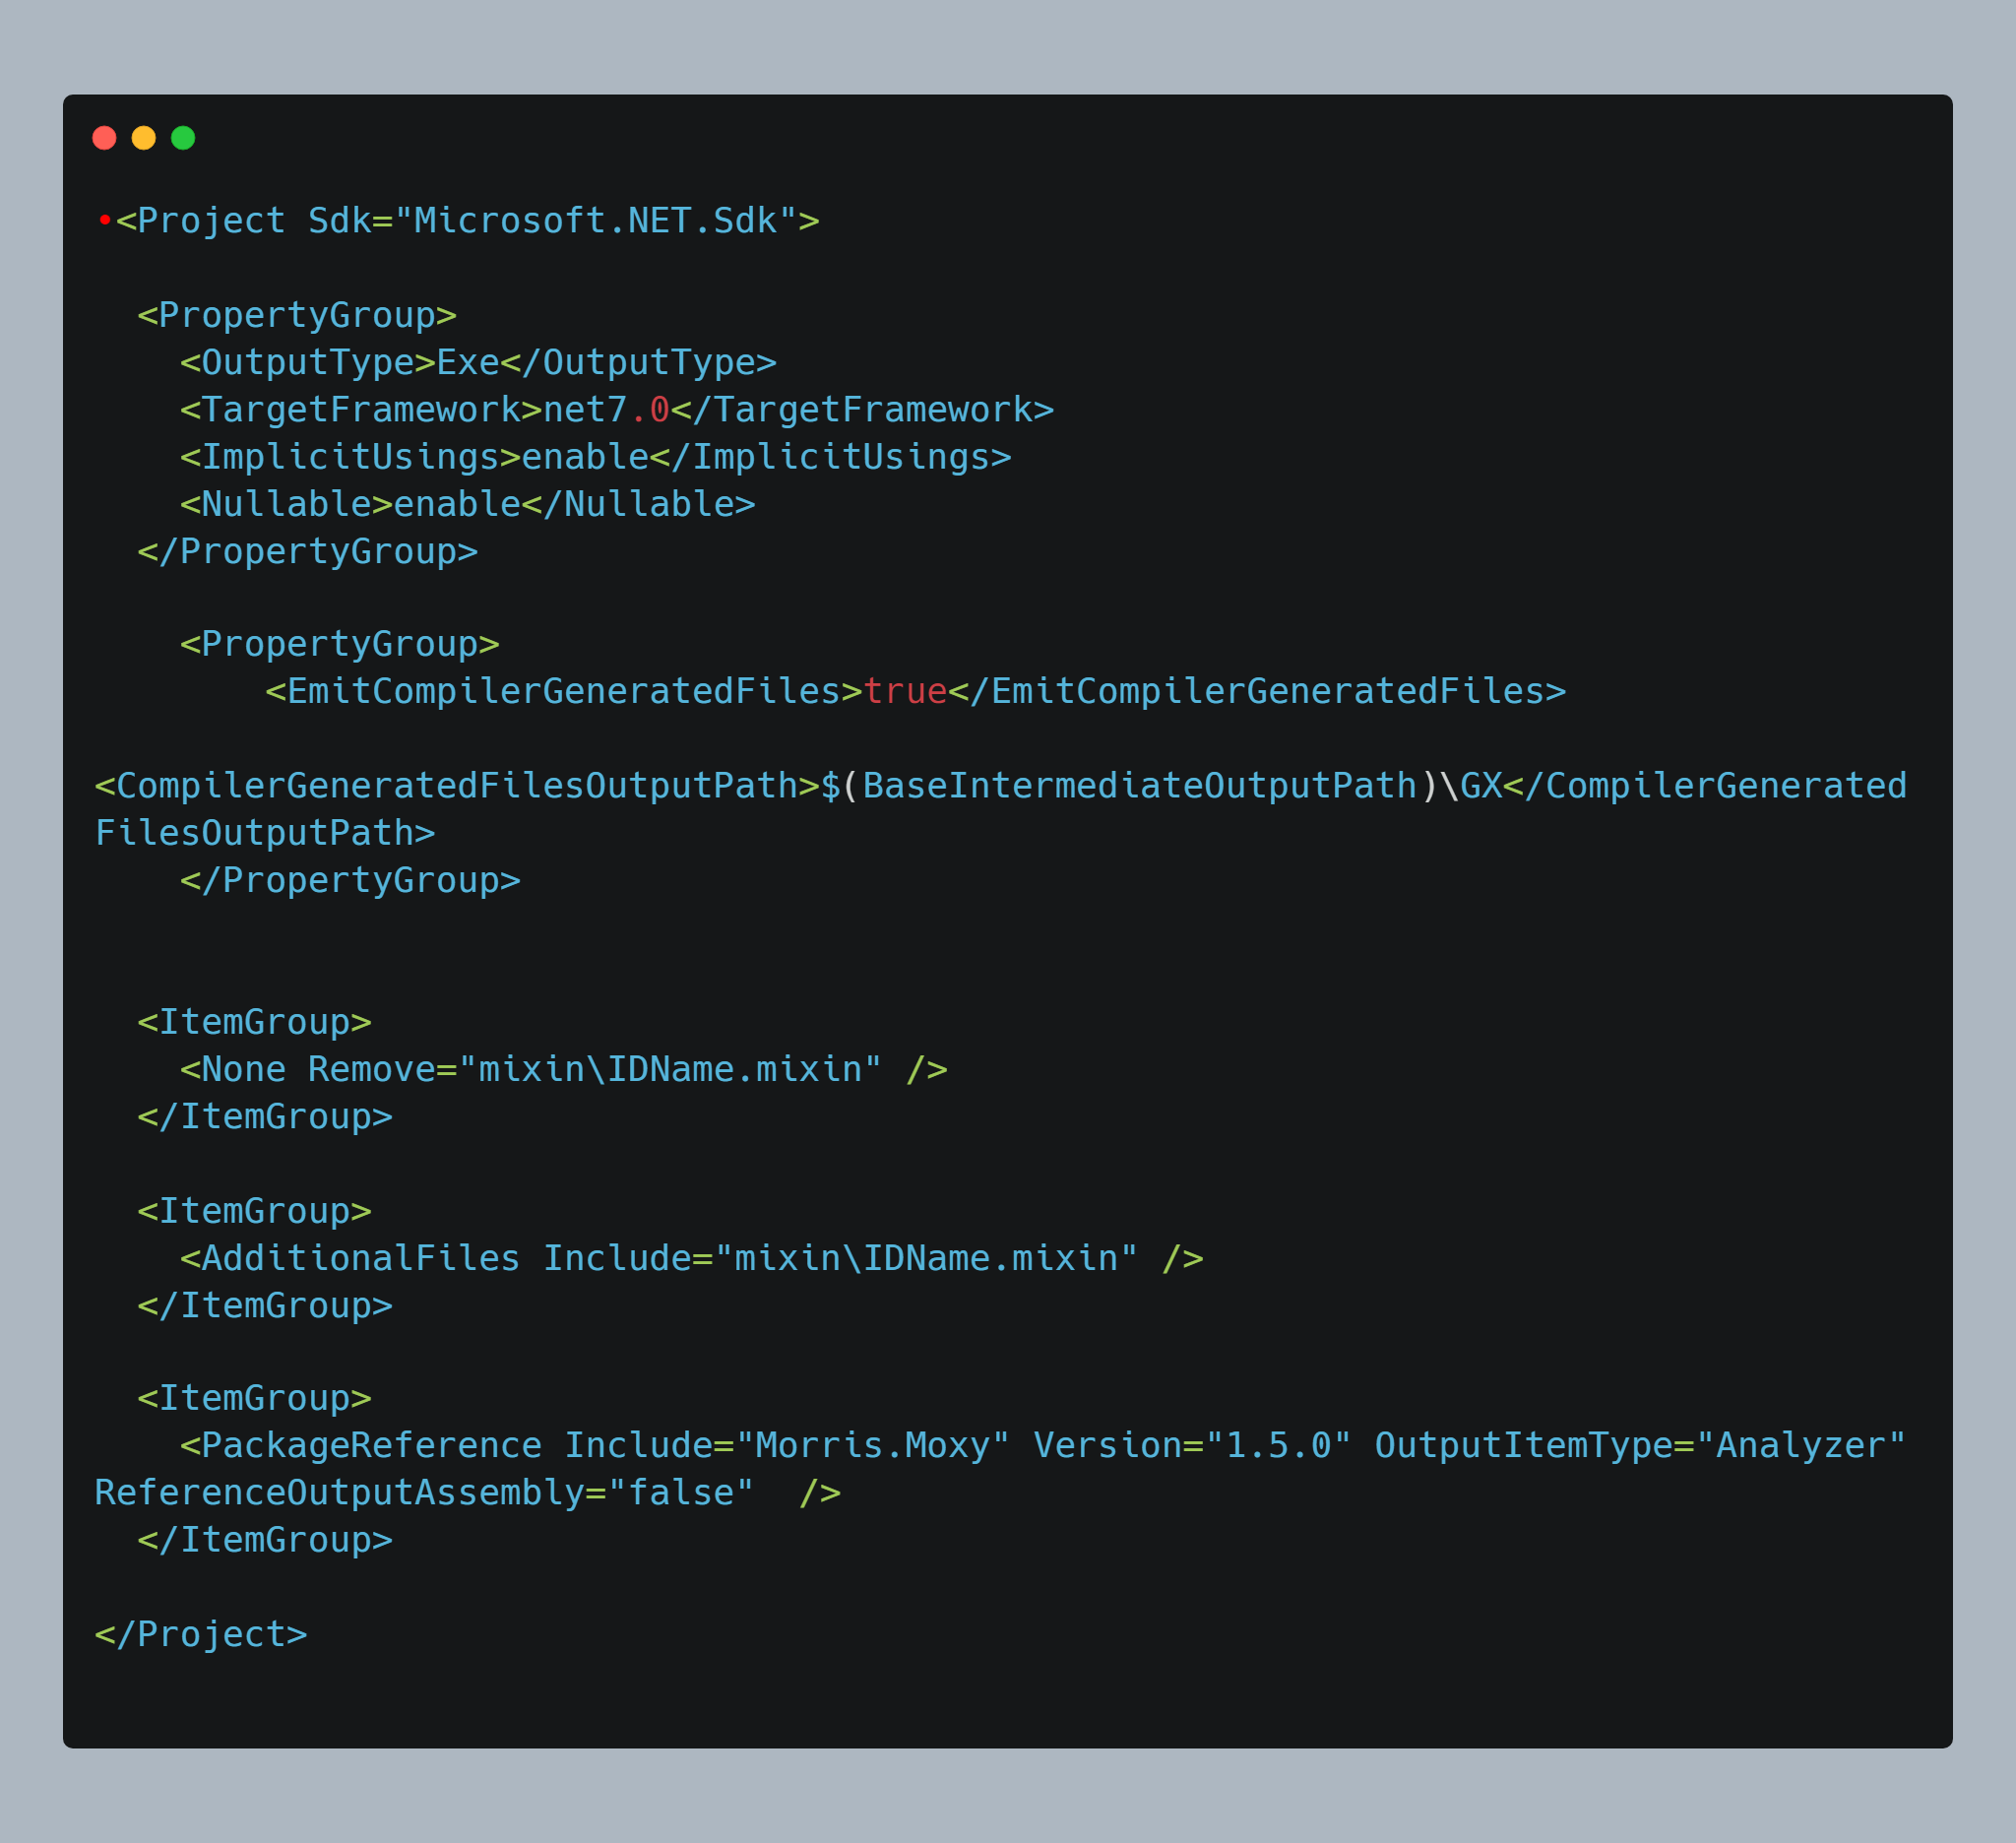 •<Project Sdk="Microsoft.NET.Sdk">

  <PropertyGroup>
    <OutputType>Exe</OutputType>
    <TargetFramework>net7.0</TargetFramework>
    <ImplicitUsings>enable</ImplicitUsings>
    <Nullable>enable</Nullable>
  </PropertyGroup>

    <PropertyGroup>
        <EmitCompilerGeneratedFiles>true</EmitCompilerGeneratedFiles>

<CompilerGeneratedFilesOutputPath>$(BaseIntermediateOutputPath)\GX</CompilerGenerated
FilesOutputPath>
    </PropertyGroup>

  <ItemGroup>
    <None Remove="mixin\IDName.mixin" />
  </ItemGroup>

  <ItemGroup>
    <AdditionalFiles Include="mixin\IDName.mixin" />
  </ItemGroup>

  <ItemGroup>
    <PackageReference Include="Morris.Moxy" Version="1.5.0" OutputItemType="Analyzer"
ReferenceOutputAssembly="false"  />
  </ItemGroup>

</Project>